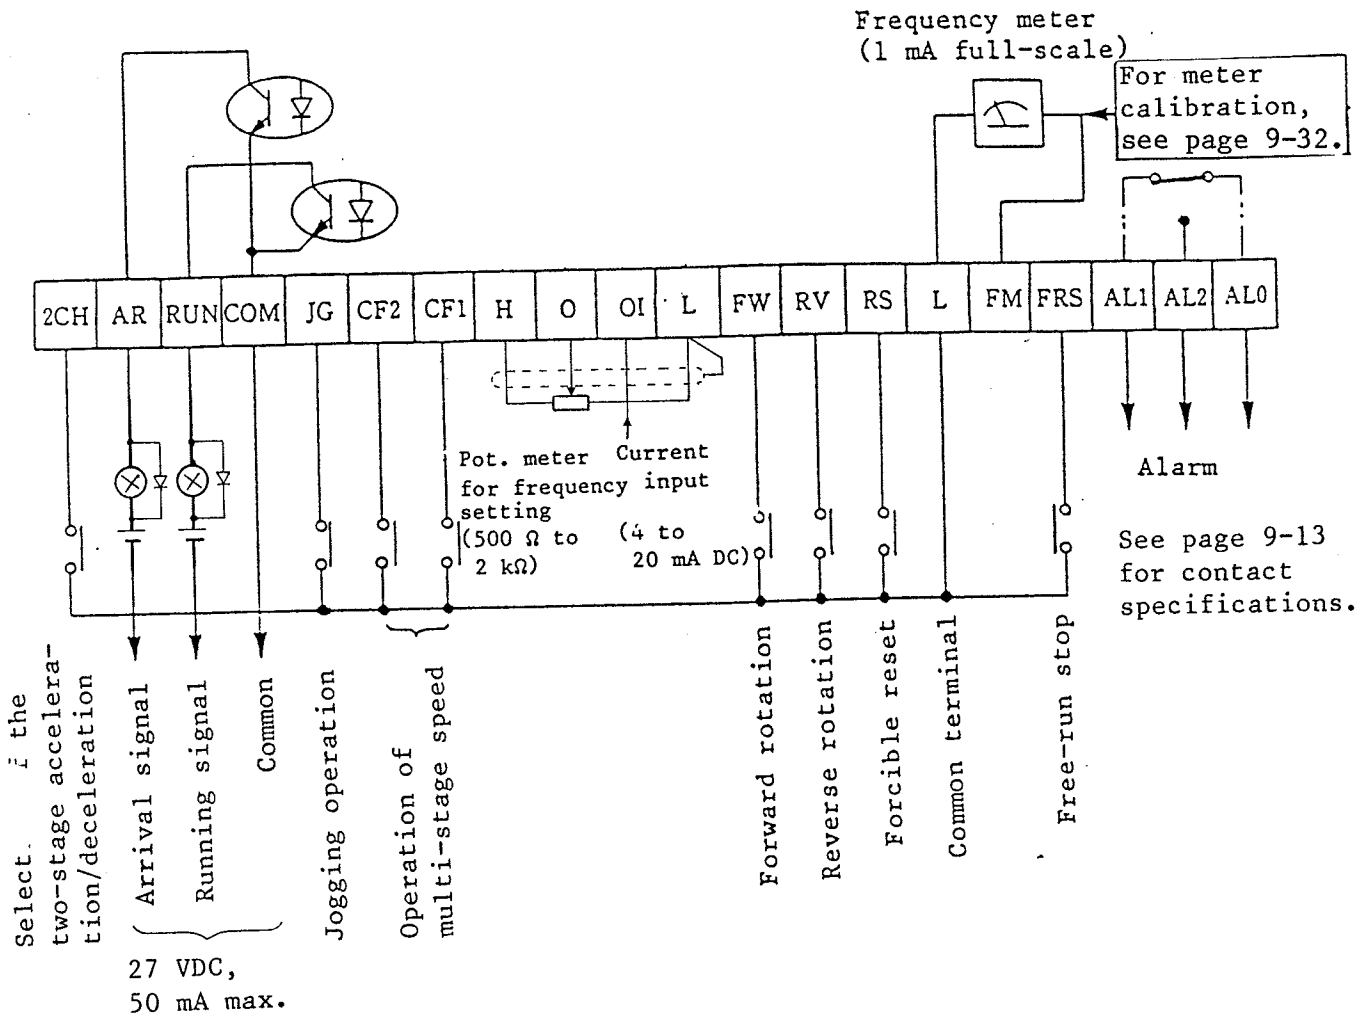 Frequency meter
(1 mA full-scale)
For meter
calibration,
see page 9-32.
2CH AR RUN COM JG CF2 CF1 H O OI L FW RV RS L FM FRS AL1 AL2 AL0
Pot. meter
for frequency
setting
(500 Ω to
2 kΩ)
Current
input
(4 to
20 mA DC)
Alarm
See page 9-13
for contact
specifications.
Select the
two-stage accelera-
tion/deceleration
Arrival signal
Running signal
Common
27 VDC,
50 mA max.
Jogging operation
Operation of
multi-stage speed
Forward rotation
Reverse rotation
Forcible reset
Common terminal
Free-run stop